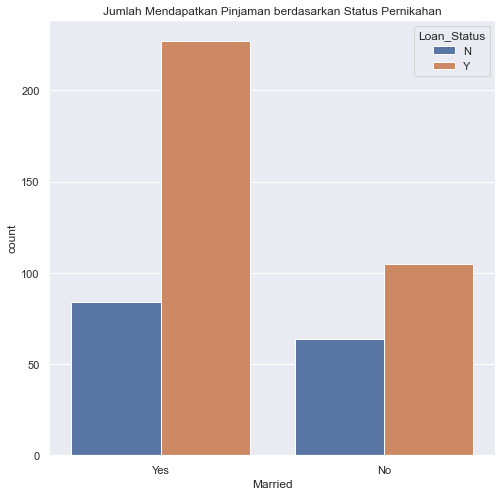 Jumlah Mendapatkan Pinjaman berdasarkan Status Pernikahan
Loan_Status
N
Y
200
150
100
50
0
count
Yes
No
Married